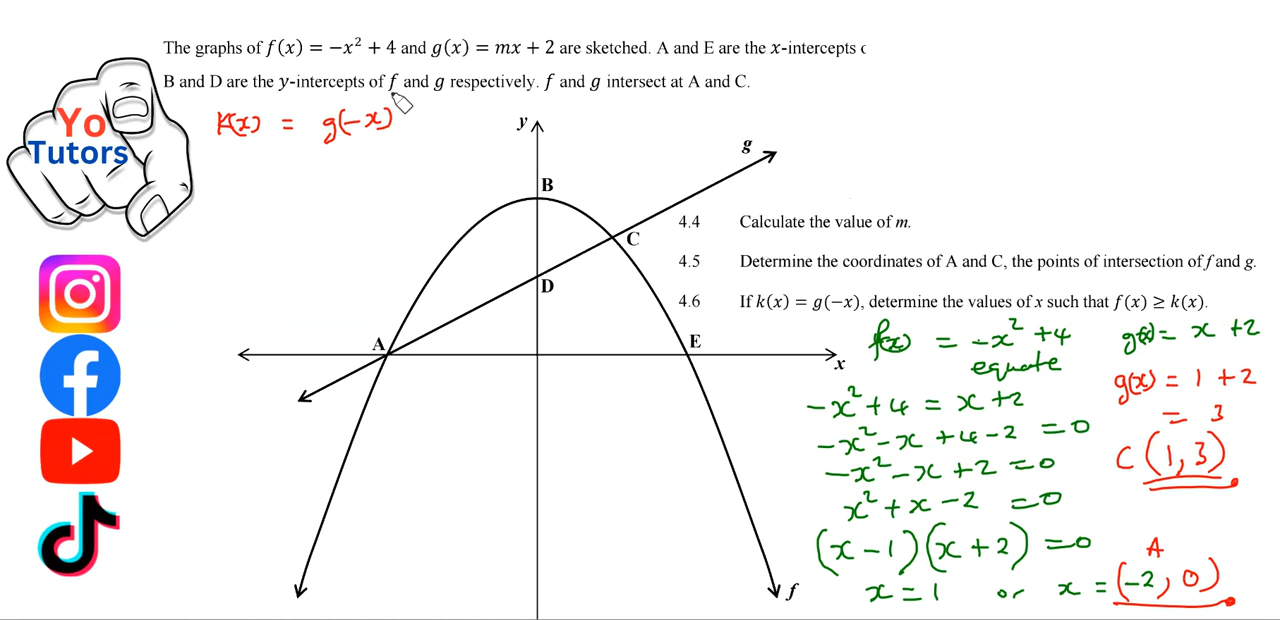 The graphs of f(x) = −x² + 4 and g(x) = mx + 2 are sketched. A and E are the x-intercepts
B and D are the y-intercepts of f and g respectively. f and g intersect at A and C.
Yo
Tutors
K(x) = g(−x)
y
g
B
C
D
A
E
x
f
4.4 Calculate the value of m.
4.5 Determine the coordinates of A and C, the points of intersection of f and g.
4.6 If k(x) = g(−x), determine the values of x such that f(x) ≥ k(x).
f(x) = −x² + 4
equate
−x² + 4 = x + 2
−x² − x + 4 − 2 = 0
−x² − x + 2 = 0
x² + x − 2 = 0
(x − 1)(x + 2) = 0
x = 1 or x = (−2, 0)
A
g(x) = x + 2
g(x) = 1 + 2
= 3
C (1, 3)